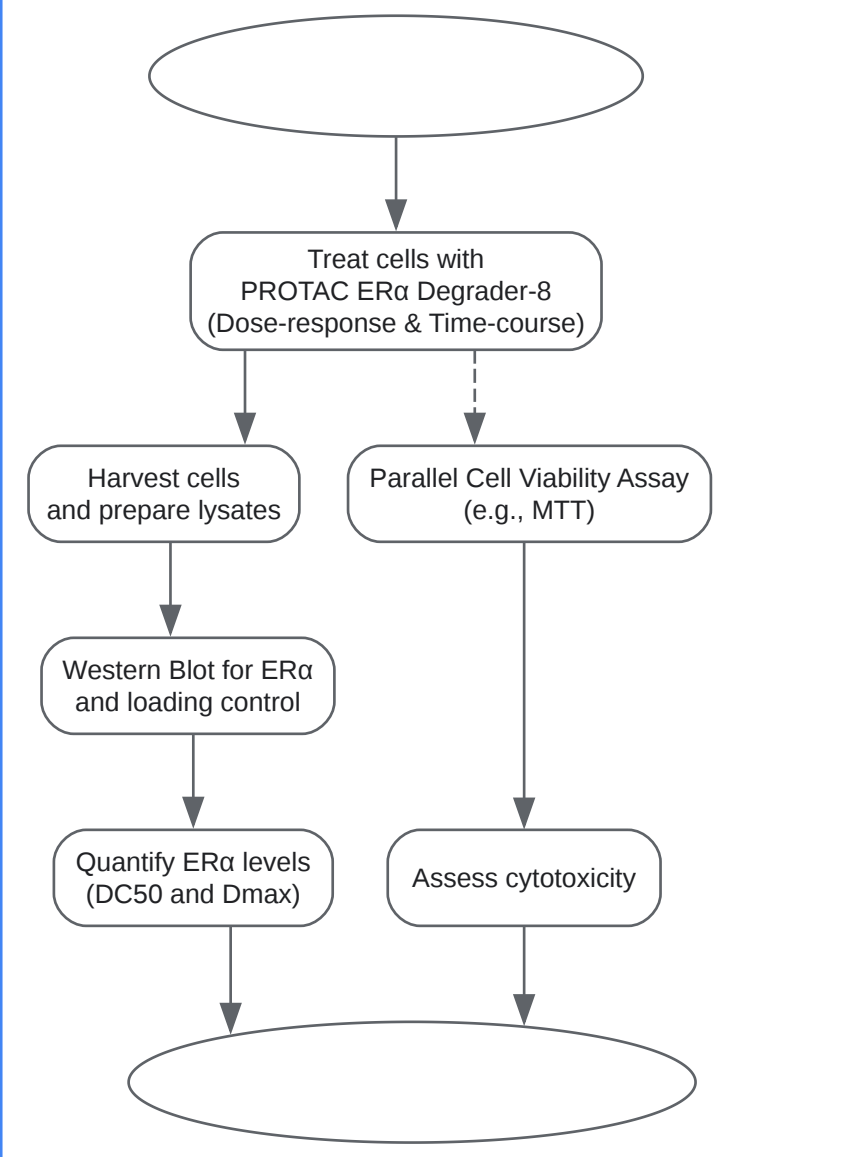 Treat cells with
PROTAC ERα Degrader-8
(Dose-response & Time-course)
Harvest cells
and prepare lysates
Parallel Cell Viability Assay
(e.g., MTT)
Western Blot for ERα
and loading control
Quantify ERα levels
(DC50 and Dmax)
Assess cytotoxicity